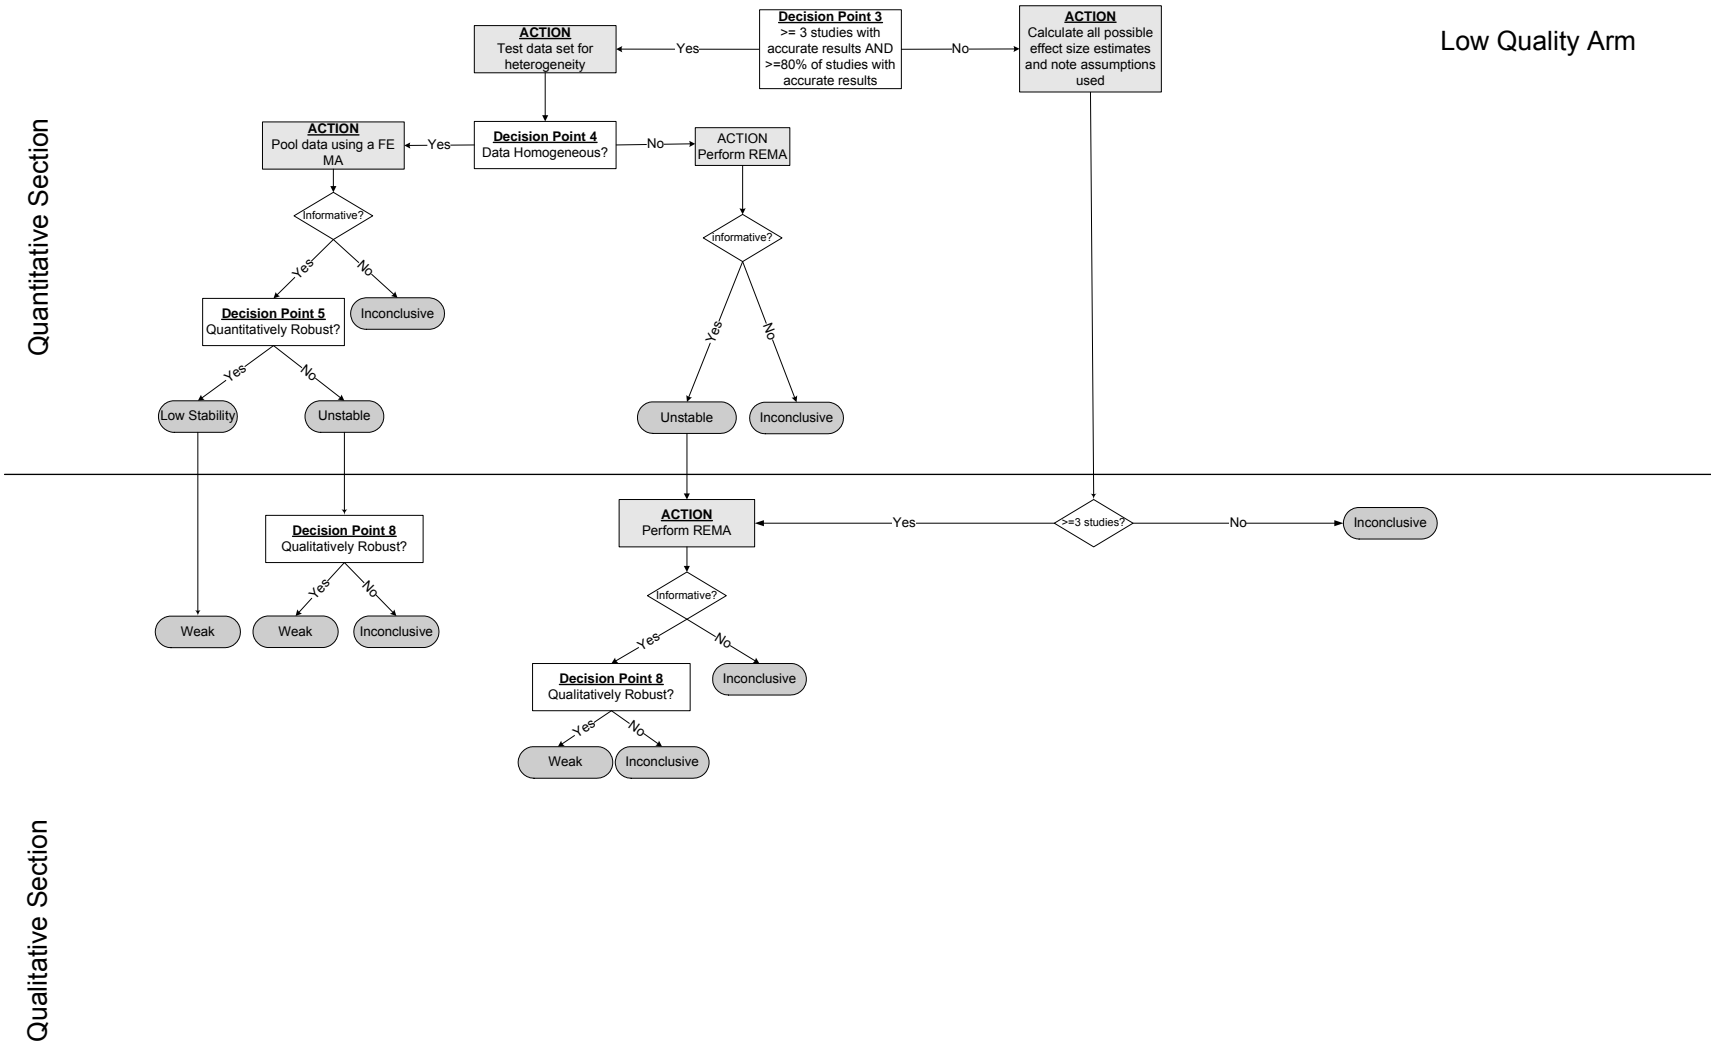 Low Quality Arm
Quantitative Section
Decision Point 3
>= 3 studies with
accurate results AND
>=80% of studies with
accurate results
Yes
No
ACTION
Test data set for
heterogeneity
ACTION
Calculate all possible
effect size estimates
and note assumptions
used
Decision Point 4
Data Homogeneous?
Yes
No
ACTION
Pool data using a FE
MA
ACTION
Perform REMA
Informative?
informative?
Yes
No
Decision Point 5
Quantitatively Robust?
Inconclusive
Yes
No
Yes
No
Low Stability
Unstable
Unstable
Inconclusive
Qualitative Section
Decision Point 8
Qualitatively Robust?
ACTION
Perform REMA
Yes
>=3 studies?
No
Inconclusive
Yes
No
Informative?
Weak
Weak
Inconclusive
Yes
No
Decision Point 8
Qualitatively Robust?
Inconclusive
Yes
No
Weak
Inconclusive